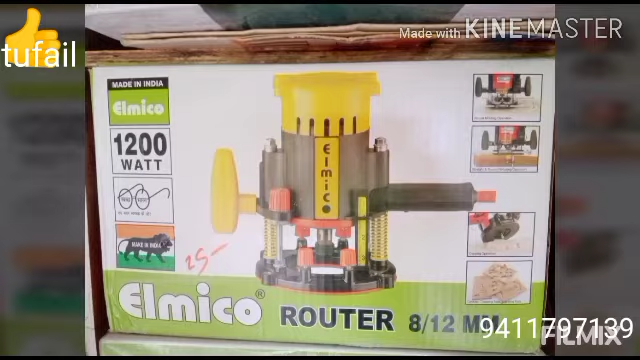 tufail
Made with KINEMASTER
MADE IN INDIA
Elmico
1200
WATT
Elmico
MAKE IN INDIA
25-
Elmico®
ROUTER 8/12 MM
9411797139
FILMIX